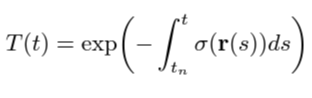 T(t) = exp(−∫_{t_n}^{t} σ(**r**(s))ds)